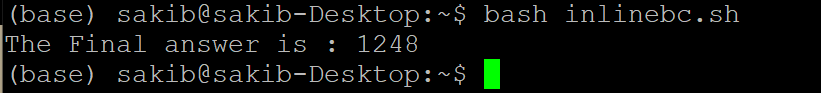 (base) sakib@sakib-Desktop:~$ bash inlinebc.sh
The Final answer is : 1248
(base) sakib@sakib-Desktop:~$